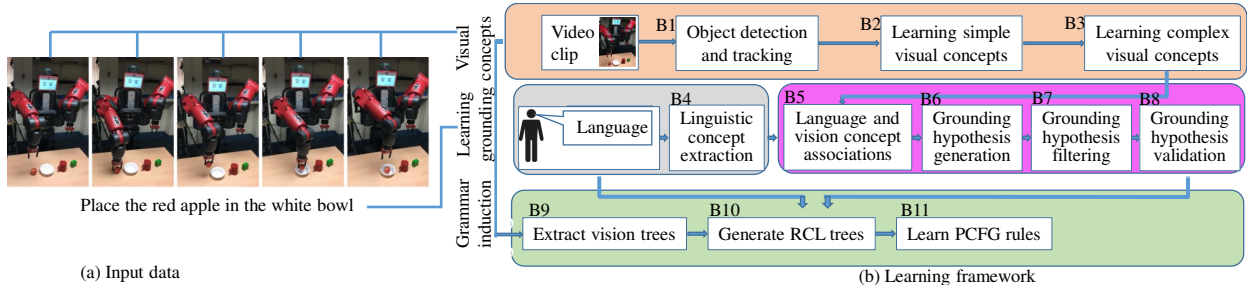 Place the red apple in the white bowl
(a) Input data
Visual
concepts
Learning
grounding
Grammar
induction
Video
clip
B1
Object detection
and tracking
B2
Learning simple
visual concepts
B3
Learning complex
visual concepts
Language
B4
Linguistic
concept
extraction
B5
Language and
vision concept
associations
B6
Grounding
hypothesis
generation
B7
Grounding
hypothesis
filtering
B8
Grounding
hypothesis
validation
B9
Extract vision trees
B10
Generate RCL trees
B11
Learn PCFG rules
(b) Learning framework